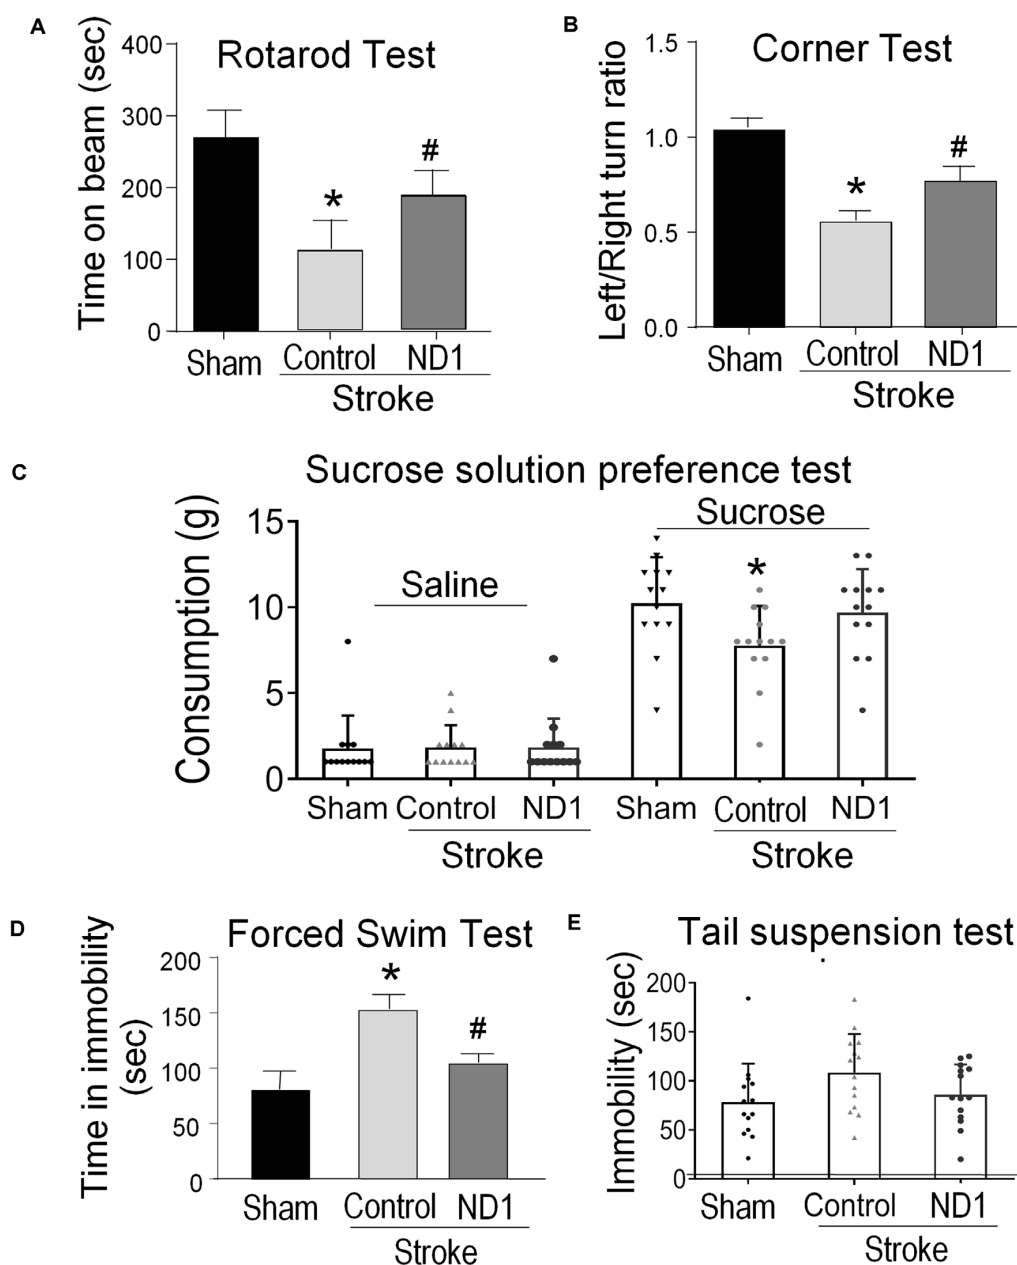 A
Rotarod Test
Time on beam (sec)
400
300
200
100
0
*
#
Sham
Control
ND1
Stroke
B
Corner Test
Left/Right turn ratio
1.5
1.0
0.5
0.0
*
#
Sham
Control
ND1
Stroke
C
Sucrose solution preference test
Consumption (g)
15
10
5
0
Saline
Sucrose
*
Sham
Control
ND1
Sham
Control
ND1
Stroke
Stroke
D
Forced Swim Test
Time in immobility
(sec)
200
150
100
50
0
*
#
Sham
Control
ND1
Stroke
E
Tail suspension test
Immobility (sec)
200
150
100
50
0
Sham
Control
ND1
Stroke